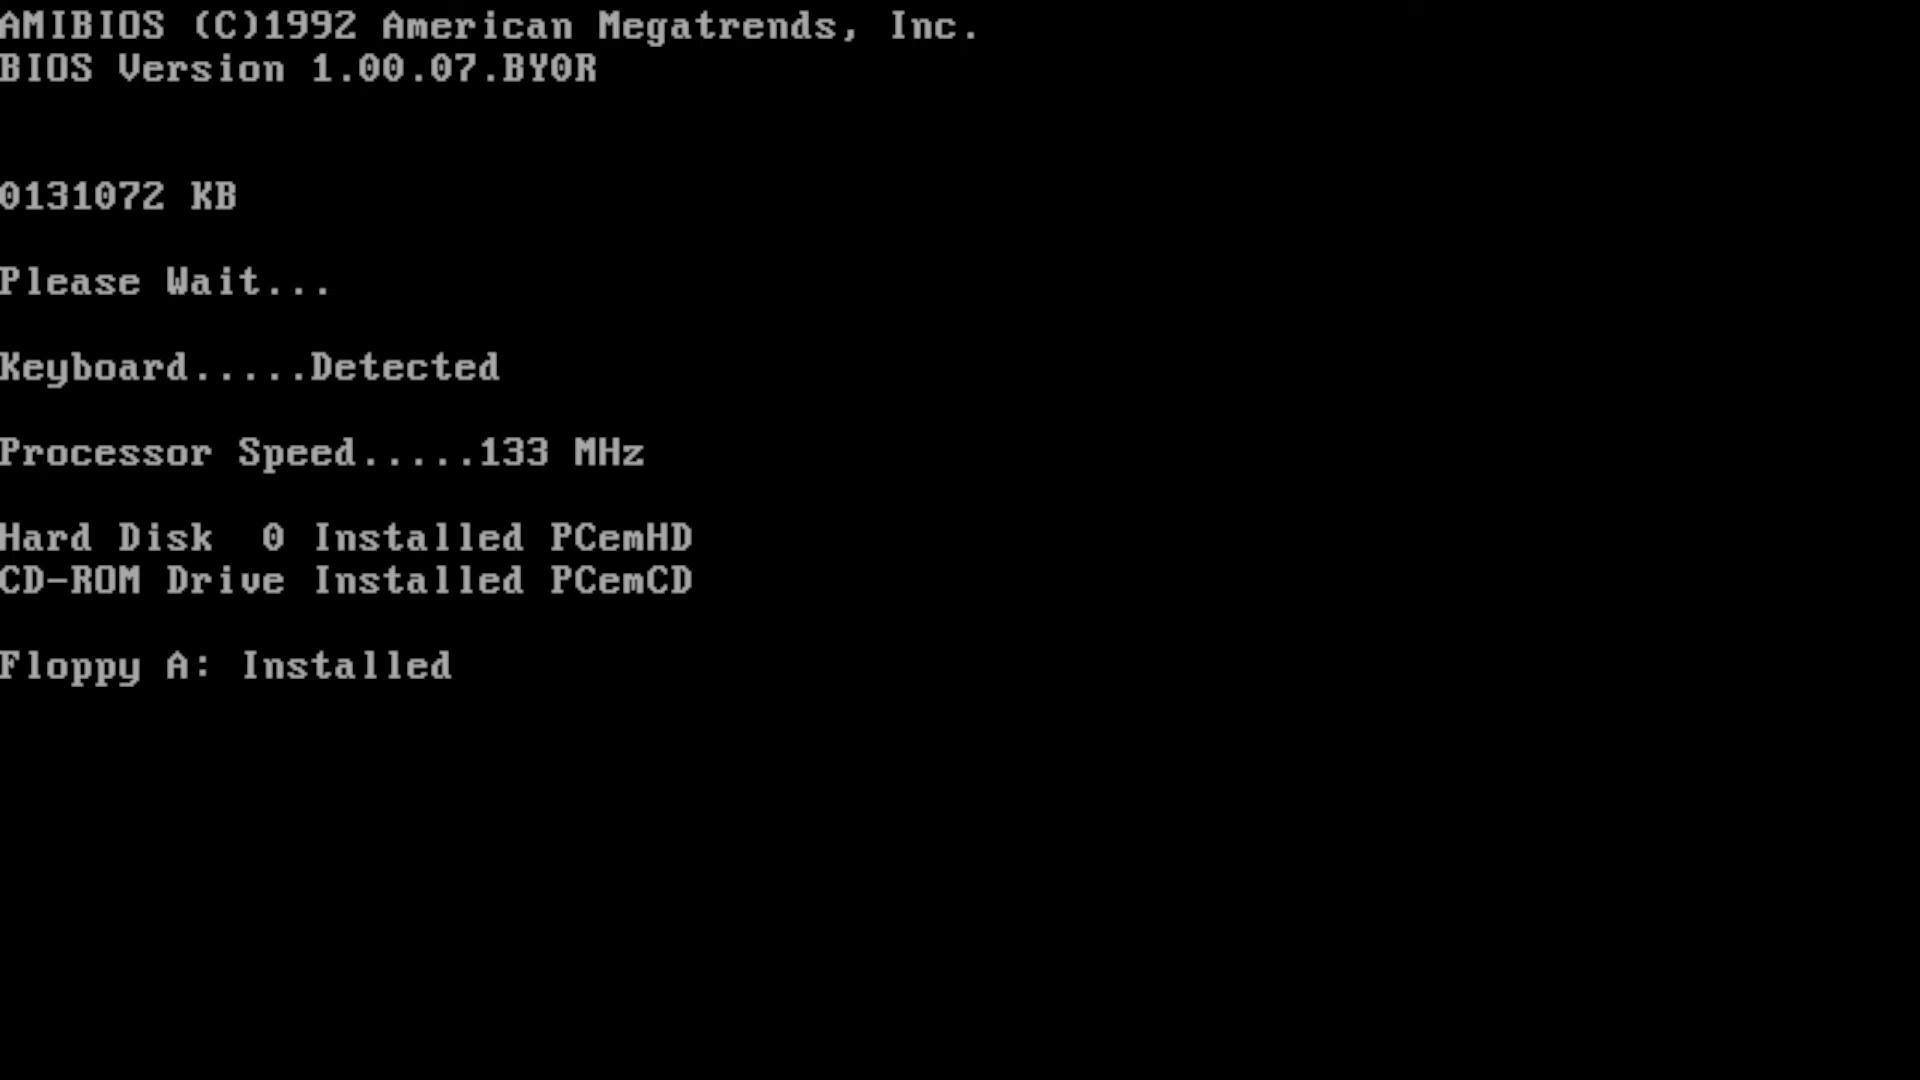 AMIBIOS (C)1992 American Megatrends, Inc.
BIOS Version 1.00.07.BY0R
0131072 KB
Please Wait...
Keyboard.....Detected
Processor Speed.....133 MHz
Hard Disk  0 Installed PCemHD
CD-ROM Drive Installed PCemCD
Floppy A: Installed